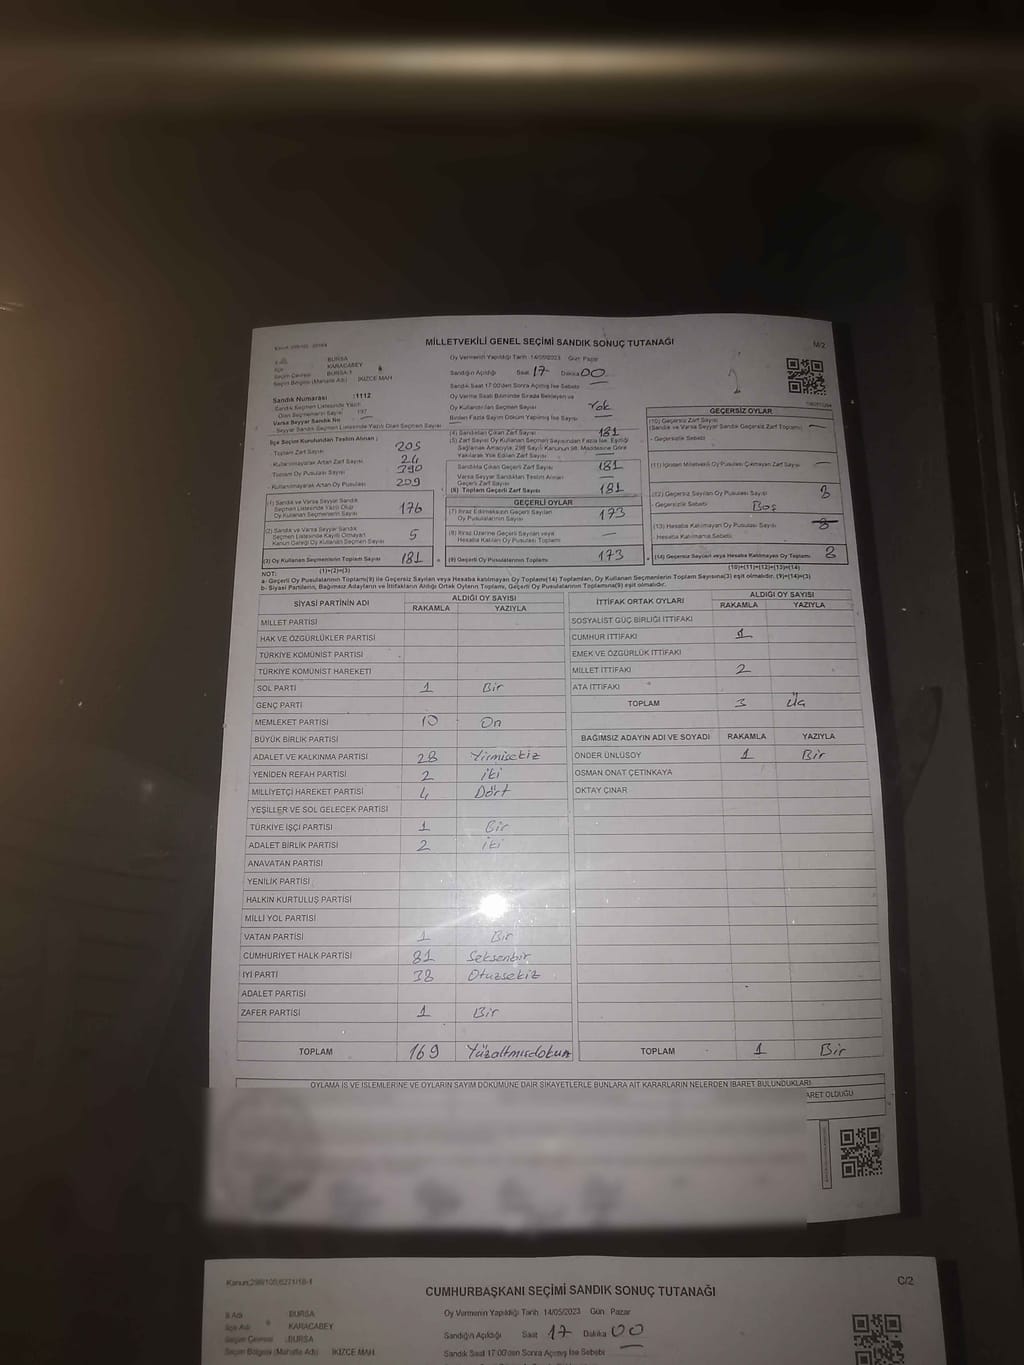 MİLLETVEKİLİ GENEL SEÇİMİ SANDIK SONUÇ TUTANAĞI
M/2
BURSA
KARACABEY
BURSA-1
Seçim Bölgesi (Mahalle Adı) İKİZCE MAH.
Oy Vermenin Yapıldığı Tarih :14/05/2023 Gün: Pazar
Sandığın Açıldığı Saat 17 Dakika 00
Sandık Saat 17:00'den Sonra Açılmış İse Sebebi
Sandık Numarası :1112
Sandık Seçmen Listesinde Yazılı
Olan Seçmenlerin Sayısı 197
Varsa Seyyar Sandık No
Seyyar Sandık Seçmen Listesinde Yazılı Olan Seçmen Sayısı
Oy Verme Saati Bitiminde Sırada Bekleyen ve
Oy Kullandırılan Seçmen Sayısı Yok
Birden Fazla Sayım Döküm Yapılmış İse Sayısı
İlçe Seçim Kurulundan Teslim Alınan;
Toplam Zarf Sayısı 205
- Kullanılmayarak Artan Zarf Sayısı 24
Toplam Oy Pusulası Sayısı 390
- Kullanılmayarak Artan Oy Pusulası 209
(1) Sandık ve Varsa Seyyar Sandık
Seçmen Listesinde Yazılı Olup
Oy Kullanan Seçmenlerin Sayısı 176
(2) Sandık ve Varsa Seyyar Sandık
Seçmen Listesinde Kayıtlı Olmayan
Kanun Gereği Oy Kullanan Seçmen Sayısı 5
(3) Oy Kullanan Seçmenlerin Toplam Sayısı 181
(1)+(2)=(3)
(4) Sandıktan Çıkan Zarf Sayısı 181
(5) Zarf Sayısı Oy Kullanan Seçmen Sayısından Fazla İse, Eşitliği
Sağlamak Amacıyla, 298 Sayılı Kanunun 98. Maddesine Göre
Yakılarak Yok Edilen Zarf Sayısı
Sandıkta Çıkan Geçerli Zarf Sayısı 181
Varsa Seyyar Sandıktan Teslim Alınan
Geçerli Zarf Sayısı
(6) Toplam Geçerli Zarf Sayısı 181
GEÇERLİ OYLAR
(7) İtiraz Edilmeksizin Geçerli Sayılan
Oy Pusulalarının Sayısı 173
(8) İtiraz Üzerine Geçerli Sayılan veya
Hesaba Katılan Oy Pusulaları Toplamı
(9) Geçerli Oy Pusulalarının Toplamı 173
GEÇERSİZ OYLAR
(10) Geçersiz Zarf Sayısı
(Sandık ve Varsa Seyyar Sandık Geçersiz Zarf Toplamı)
- Geçersizlik Sebebi
(11) İçinden Milletvekili Oy Pusulası Çıkmayan Zarf Sayısı
(12) Geçersiz Sayılan Oy Pusulası Sayısı 8
- Geçersizlik Sebebi Boş
(13) Hesaba Katılmayan Oy Pusulası Sayısı
Hesaba Katılmama Sebebi
(14) Geçersiz Sayılan veya Hesaba Katılmayan Oy Toplamı 8
(10)+(11)+(12)+(13)=(14)
NOT:
a- Geçerli Oy Pusulalarının Toplamı(9) ile Geçersiz Sayılan veya Hesaba katılmayan Oy Toplamı(14) Toplamları, Oy Kullanan Seçmenlerin Toplam Sayısına(3) eşit olmalıdır. (9)+(14)=(3)
b- Siyasi Partilerin, Bağımsız Adayların ve İttifakların Aldığı Ortak Oyların Toplamı, Geçerli Oy Pusulalarının Toplamına(9) eşit olmalıdır.
SİYASİ PARTİNİN ADI ALDIĞI OY SAYISI
RAKAMLA YAZIYLA
MİLLET PARTİSİ
HAK VE ÖZGÜRLÜKLER PARTİSİ
TÜRKİYE KOMÜNİST PARTİSİ
TÜRKİYE KOMÜNİST HAREKETİ
SOL PARTİ 1 Bir
GENÇ PARTİ
MEMLEKET PARTİSİ 10 On
BÜYÜK BİRLİK PARTİSİ
ADALET VE KALKINMA PARTİSİ 28 Yirmisekiz
YENİDEN REFAH PARTİSİ 2 iki
MİLLİYETÇİ HAREKET PARTİSİ 4 Dört
YEŞİLLER VE SOL GELECEK PARTİSİ
TÜRKİYE İŞÇİ PARTİSİ 1 Bir
ADALET BİRLİK PARTİSİ 2 iki
ANAVATAN PARTİSİ
YENİLİK PARTİSİ
HALKIN KURTULUŞ PARTİSİ
MİLLİ YOL PARTİSİ
VATAN PARTİSİ 1 Bir
CUMHURİYET HALK PARTİSİ 81 Seksenbir
İYİ PARTİ 38 Otuzsekiz
ADALET PARTİSİ
ZAFER PARTİSİ 1 Bir
TOPLAM 169 Yüzaltmışdokuz
İTTİFAK ORTAK OYLARI ALDIĞI OY SAYISI
RAKAMLA YAZIYLA
SOSYALİST GÜÇ BİRLİĞİ İTTİFAKI
CUMHUR İTTİFAKI 1
EMEK VE ÖZGÜRLÜK İTTİFAKI
MİLLET İTTİFAKI 2
ATA İTTİFAKI
TOPLAM 3 Üç
BAĞIMSIZ ADAYIN ADI VE SOYADI RAKAMLA YAZIYLA
ÖNDER ÜNLÜSOY 1 Bir
OSMAN ONAT ÇETİNKAYA
OKTAY ÇINAR
TOPLAM 1 Bir
OYLAMA İŞ VE İŞLEMLERİNE VE OYLARIN SAYIM DÖKÜMÜNE DAİR ŞİKAYETLERLE BUNLARA AİT KARARLARIN NELERDEN İBARET BULUNDUKLARI
OLDUĞU
Kanun:298/105,6271/18-1
CUMHURBAŞKANI SEÇİMİ SANDIK SONUÇ TUTANAĞI
C/2
İl Adı BURSA
İlçe Adı KARACABEY
Seçim Çevresi :BURSA
Seçim Bölgesi (Mahalle Adı) İKİZCE MAH.
Oy Vermenin Yapıldığı Tarih :14/05/2023 Gün: Pazar
Sandığın Açıldığı Saat 17 Dakika 00
Sandık Saat 17:00'den Sonra Açılmış İse Sebebi